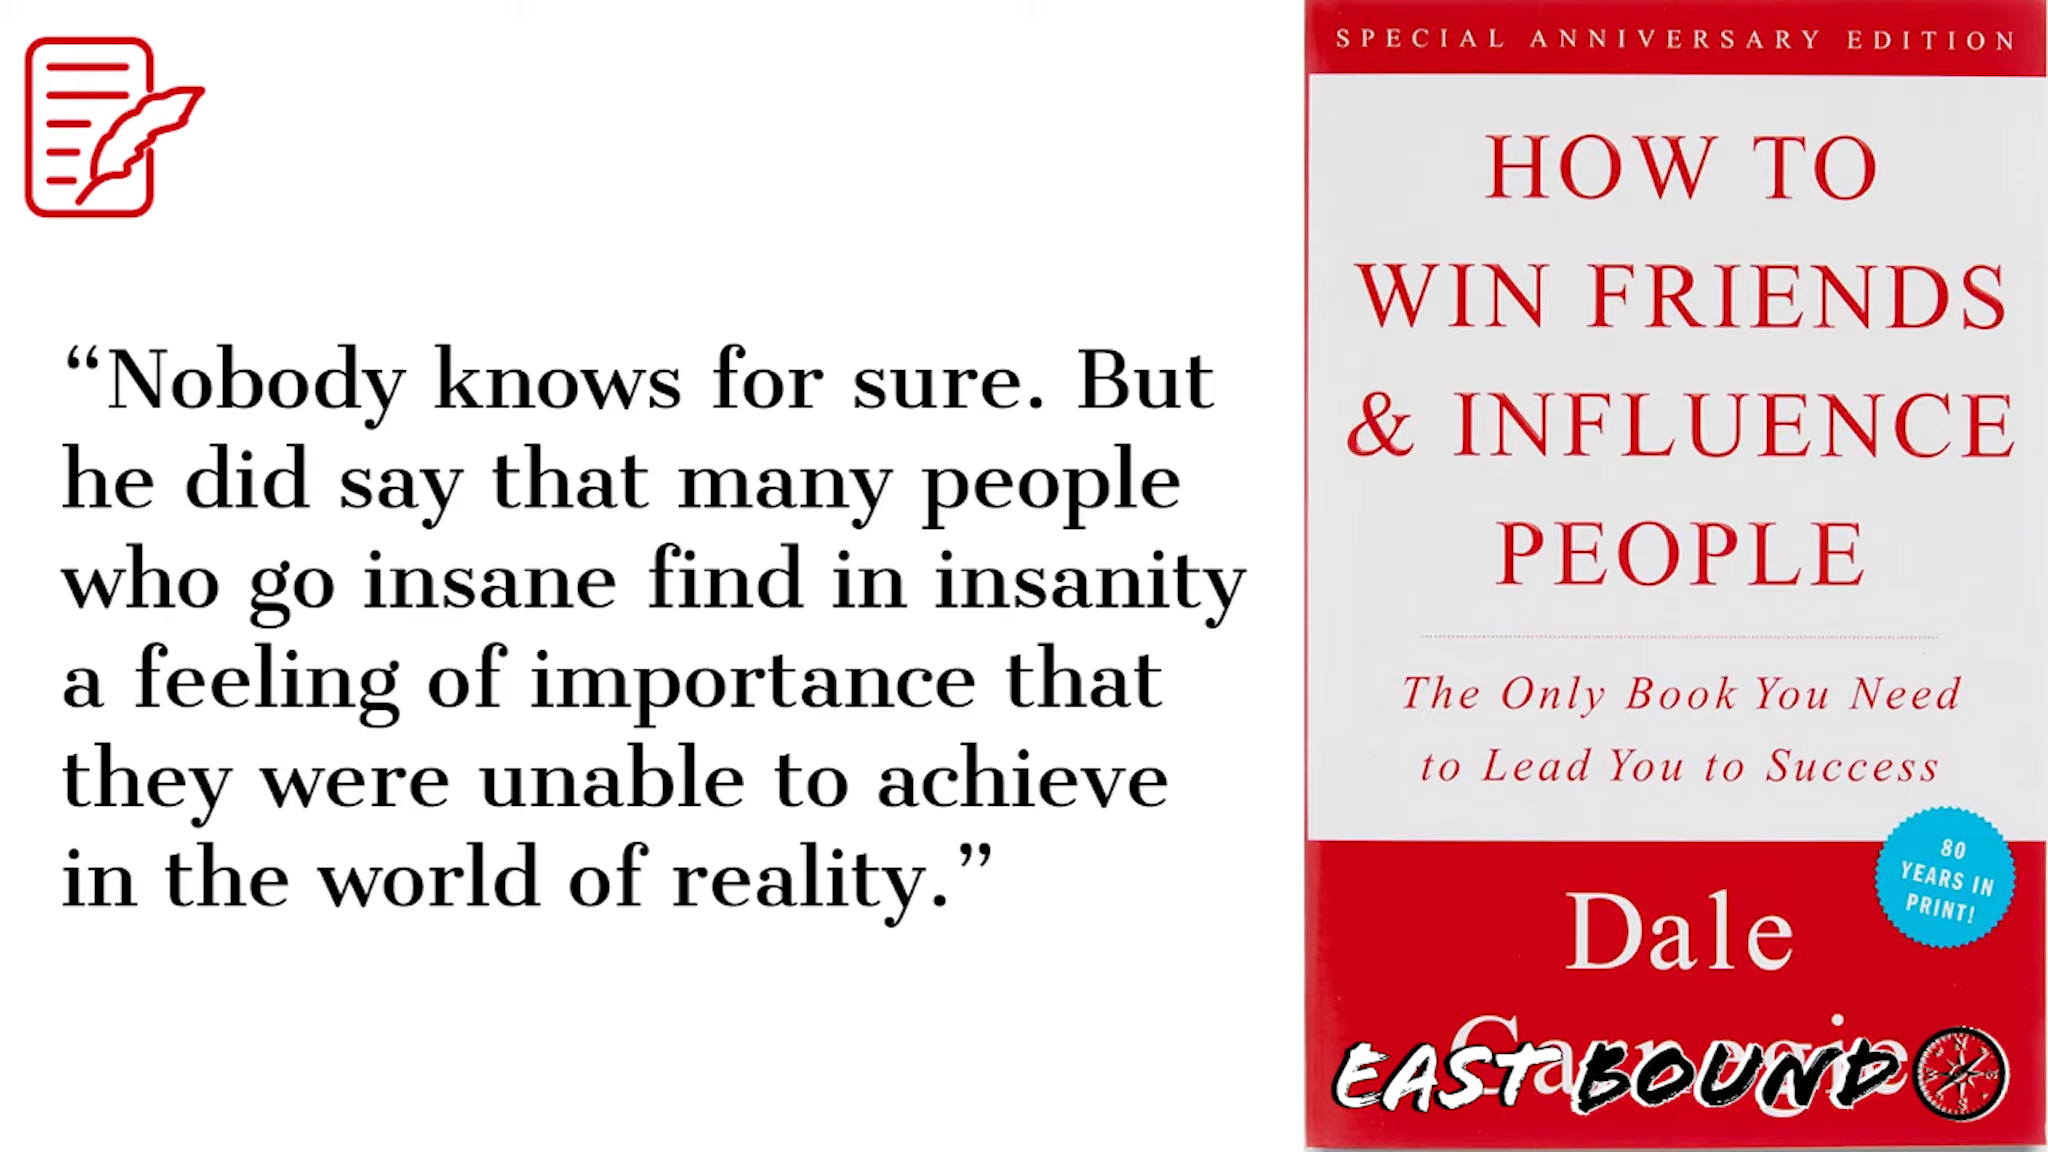 “Nobody knows for sure. But
he did say that many people
who go insane find in insanity
a feeling of importance that
they were unable to achieve
in the world of reality.”
SPECIAL ANNIVERSARY EDITION
HOW TO
WIN FRIENDS
& INFLUENCE
PEOPLE
The Only Book You Need
to Lead You to Success
80
YEARS IN
PRINT!
Dale
Carnegie
EAST BOUND